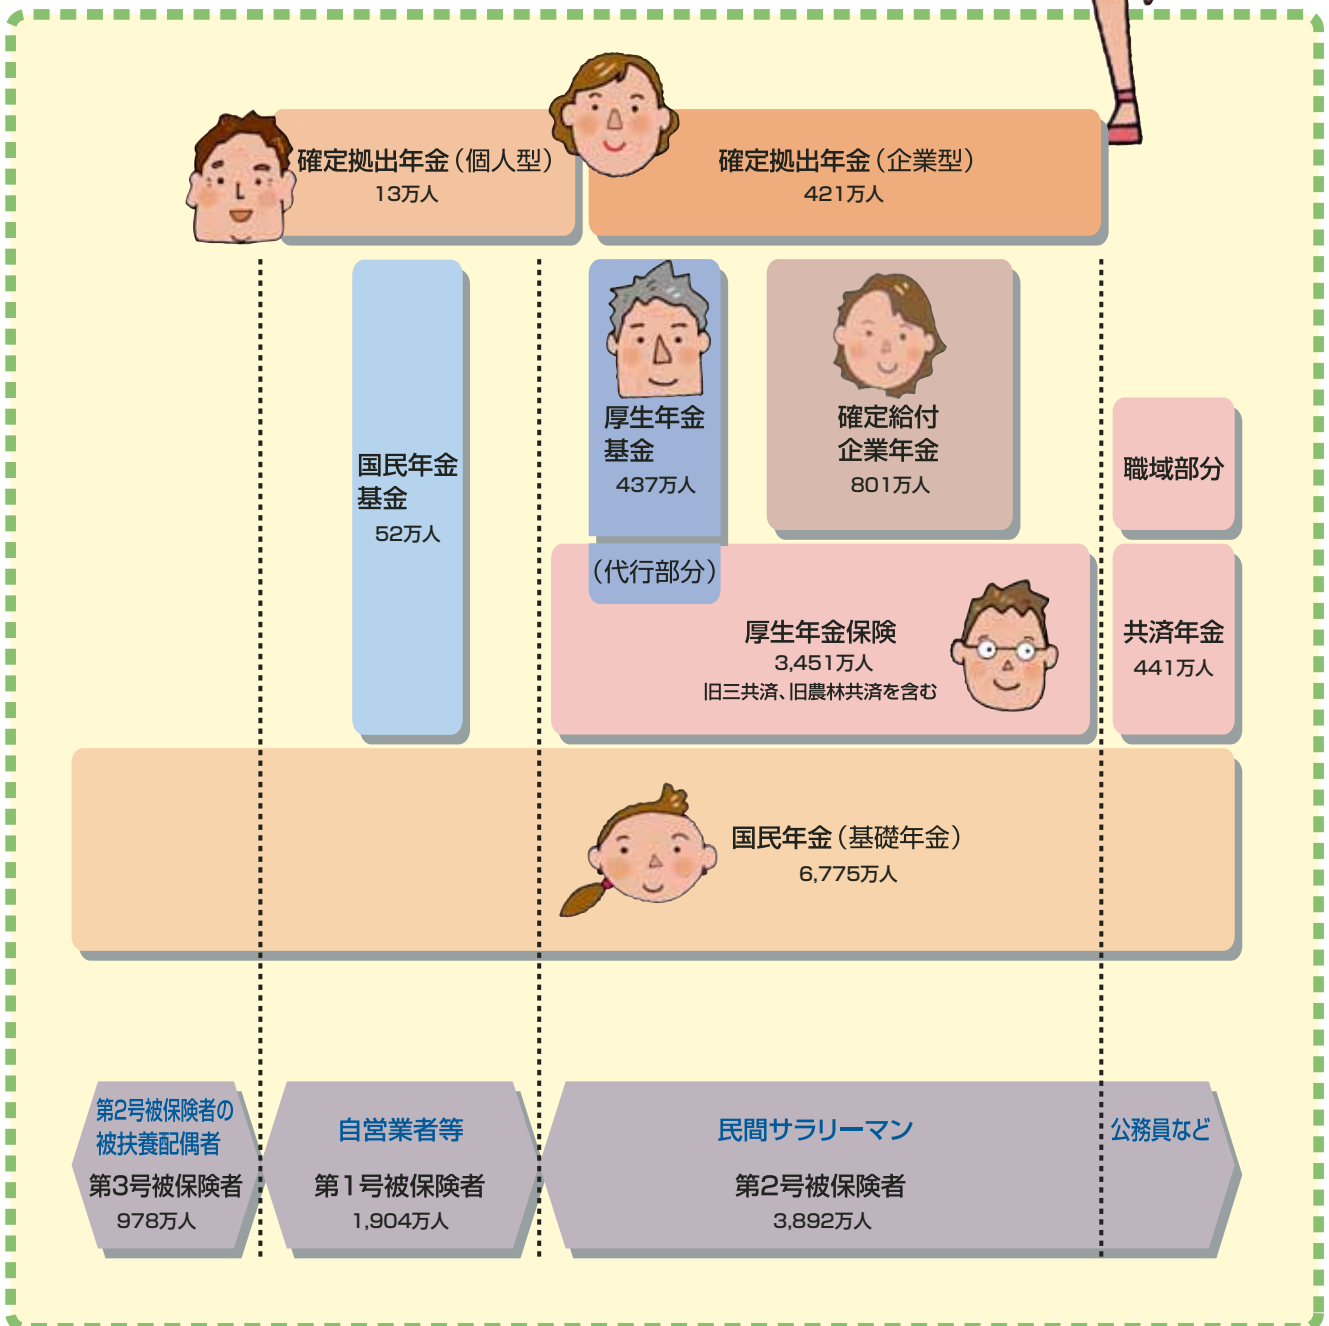 確定拠出年金（個人型）
13万人
確定拠出年金（企業型）
421万人
国民年金
基金
52万人
厚生年金
基金
437万人
（代行部分）
確定給付
企業年金
801万人
職域部分
厚生年金保険
3,451万人
旧三共済、旧農林共済を含む
共済年金
441万人
国民年金（基礎年金）
6,775万人
第2号被保険者の
被扶養配偶者
第3号被保険者
978万人
自営業者等
第1号被保険者
1,904万人
民間サラリーマン
第2号被保険者
3,892万人
公務員など